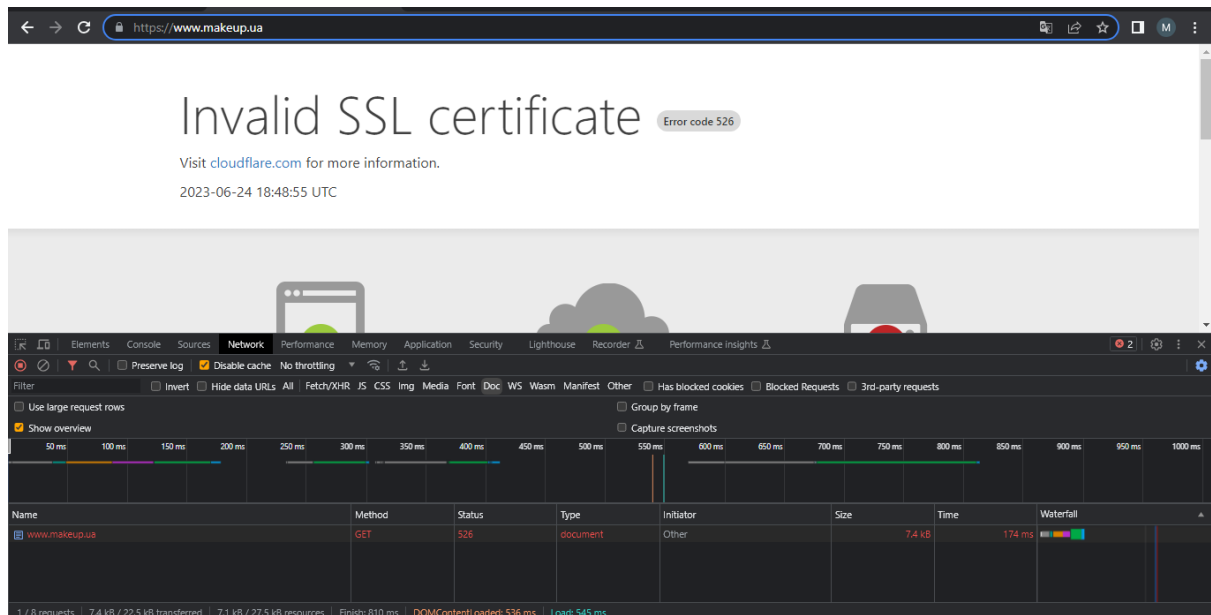 https://www.makeup.ua M
Invalid SSL certificate Error code 526
Visit cloudflare.com for more information.
2023-06-24 18:48:55 UTC
Elements Console Sources Network Performance Memory Application Security Lighthouse Recorder Performance insights 2
Preserve log Disable cache No throttling
Filter Invert Hide data URLs All Fetch/XHR JS CSS Img Media Font Doc WS Wasm Manifest Other Has blocked cookies Blocked Requests 3rd-party requests
Use large request rows Group by frame
Show overview Capture screenshots
50 ms 100 ms 150 ms 200 ms 250 ms 300 ms 350 ms 400 ms 450 ms 500 ms 550 ms 600 ms 650 ms 700 ms 750 ms 800 ms 850 ms 900 ms 950 ms 1000 ms
Name Method Status Type Initiator Size Time Waterfall
www.makeup.ua GET 526 document Other 7.4 kB 174 ms
1 / 8 requests 7.4 kB / 22.5 kB transferred 7.1 kB / 27.5 kB resources Finish: 810 ms DOMContentLoaded: 536 ms Load: 545 ms